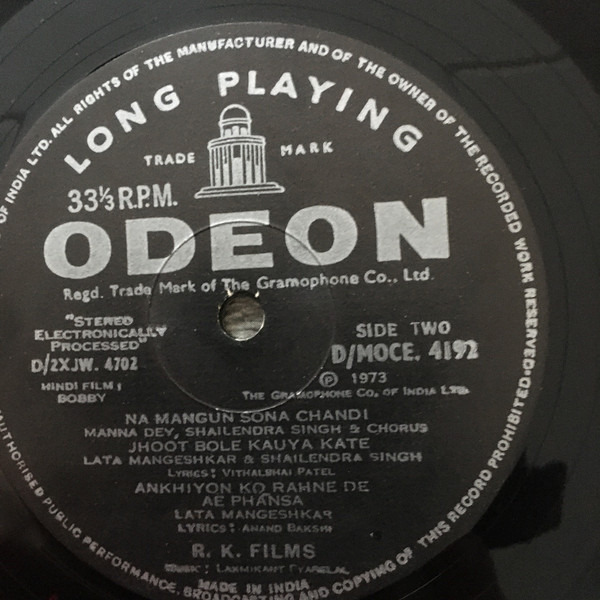 OF INDIA LTD. ALL RIGHTS OF THE MANUFACTURER AND OF THE OWNER OF THE RECORDED WORK RESERVED.
LONG PLAYING
TRADE MARK
33⅓ R.P.M.
ODEON
Regd. Trade Mark of The Gramophone Co., Ltd.
"STEREO
ELECTRONICALLY
PROCESSED"
D/2XJW. 4702
HINDI FILM:
BOBBY
SIDE TWO
D/MOCE. 4192
℗ 1973
THE GRAMOPHONE CO. OF INDIA LTD.
NA MANGUN SONA CHANDI
MANNA DEY, SHAILENDRA SINGH & CHORUS
JHOOT BOLE KAUYA KATE
LATA MANGESHKAR & SHAILENDRA SINGH
LYRICS: VITHALBHAI PATEL
ANKHIYON KO RAHNE DE
AE PHANSA
LATA MANGESHKAR
LYRICS: ANAND BAKSHI
R. K. FILMS
MUSIC: LAXMIKANT PYARELAL
MADE IN INDIA
AUTHORISED PUBLIC PERFORMANCE, BROADCASTING AND COPYING OF THIS RECORD PROHIBITED.